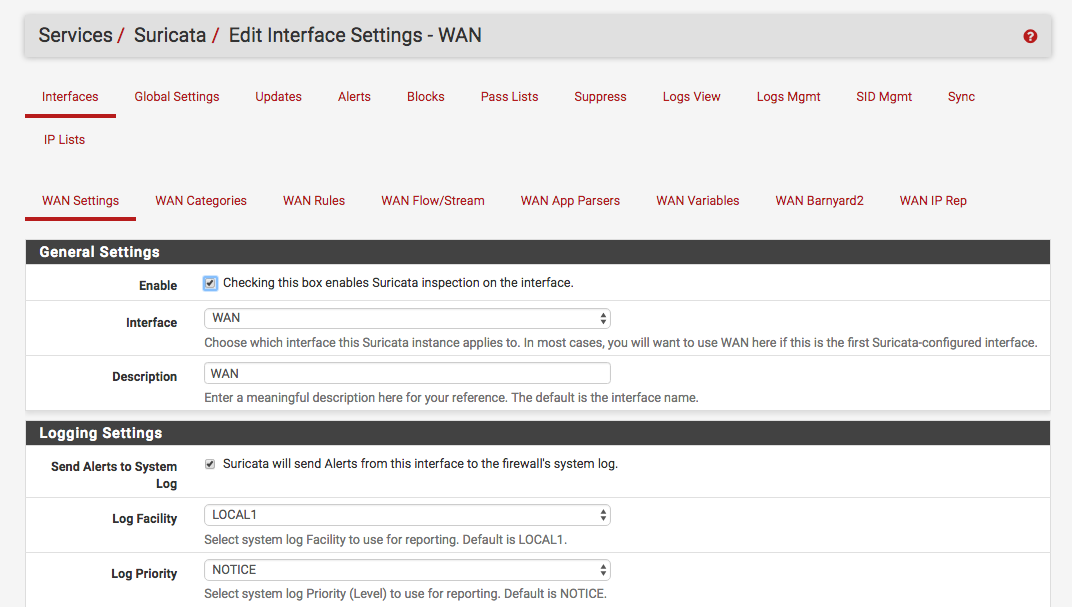 Services / Suricata / Edit Interface Settings - WAN
Interfaces Global Settings Updates Alerts Blocks Pass Lists Suppress Logs View Logs Mgmt SID Mgmt Sync
IP Lists
WAN Settings WAN Categories WAN Rules WAN Flow/Stream WAN App Parsers WAN Variables WAN Barnyard2 WAN IP Rep
General Settings
Enable Checking this box enables Suricata inspection on the interface.
Interface WAN
Choose which interface this Suricata instance applies to. In most cases, you will want to use WAN here if this is the first Suricata-configured interface.
Description WAN
Enter a meaningful description here for your reference. The default is the interface name.
Logging Settings
Send Alerts to System Suricata will send Alerts from this interface to the firewall's system log.
Log
Log Facility LOCAL1
Select system log Facility to use for reporting. Default is LOCAL1.
Log Priority NOTICE
Select system log Priority (Level) to use for reporting. Default is NOTICE.